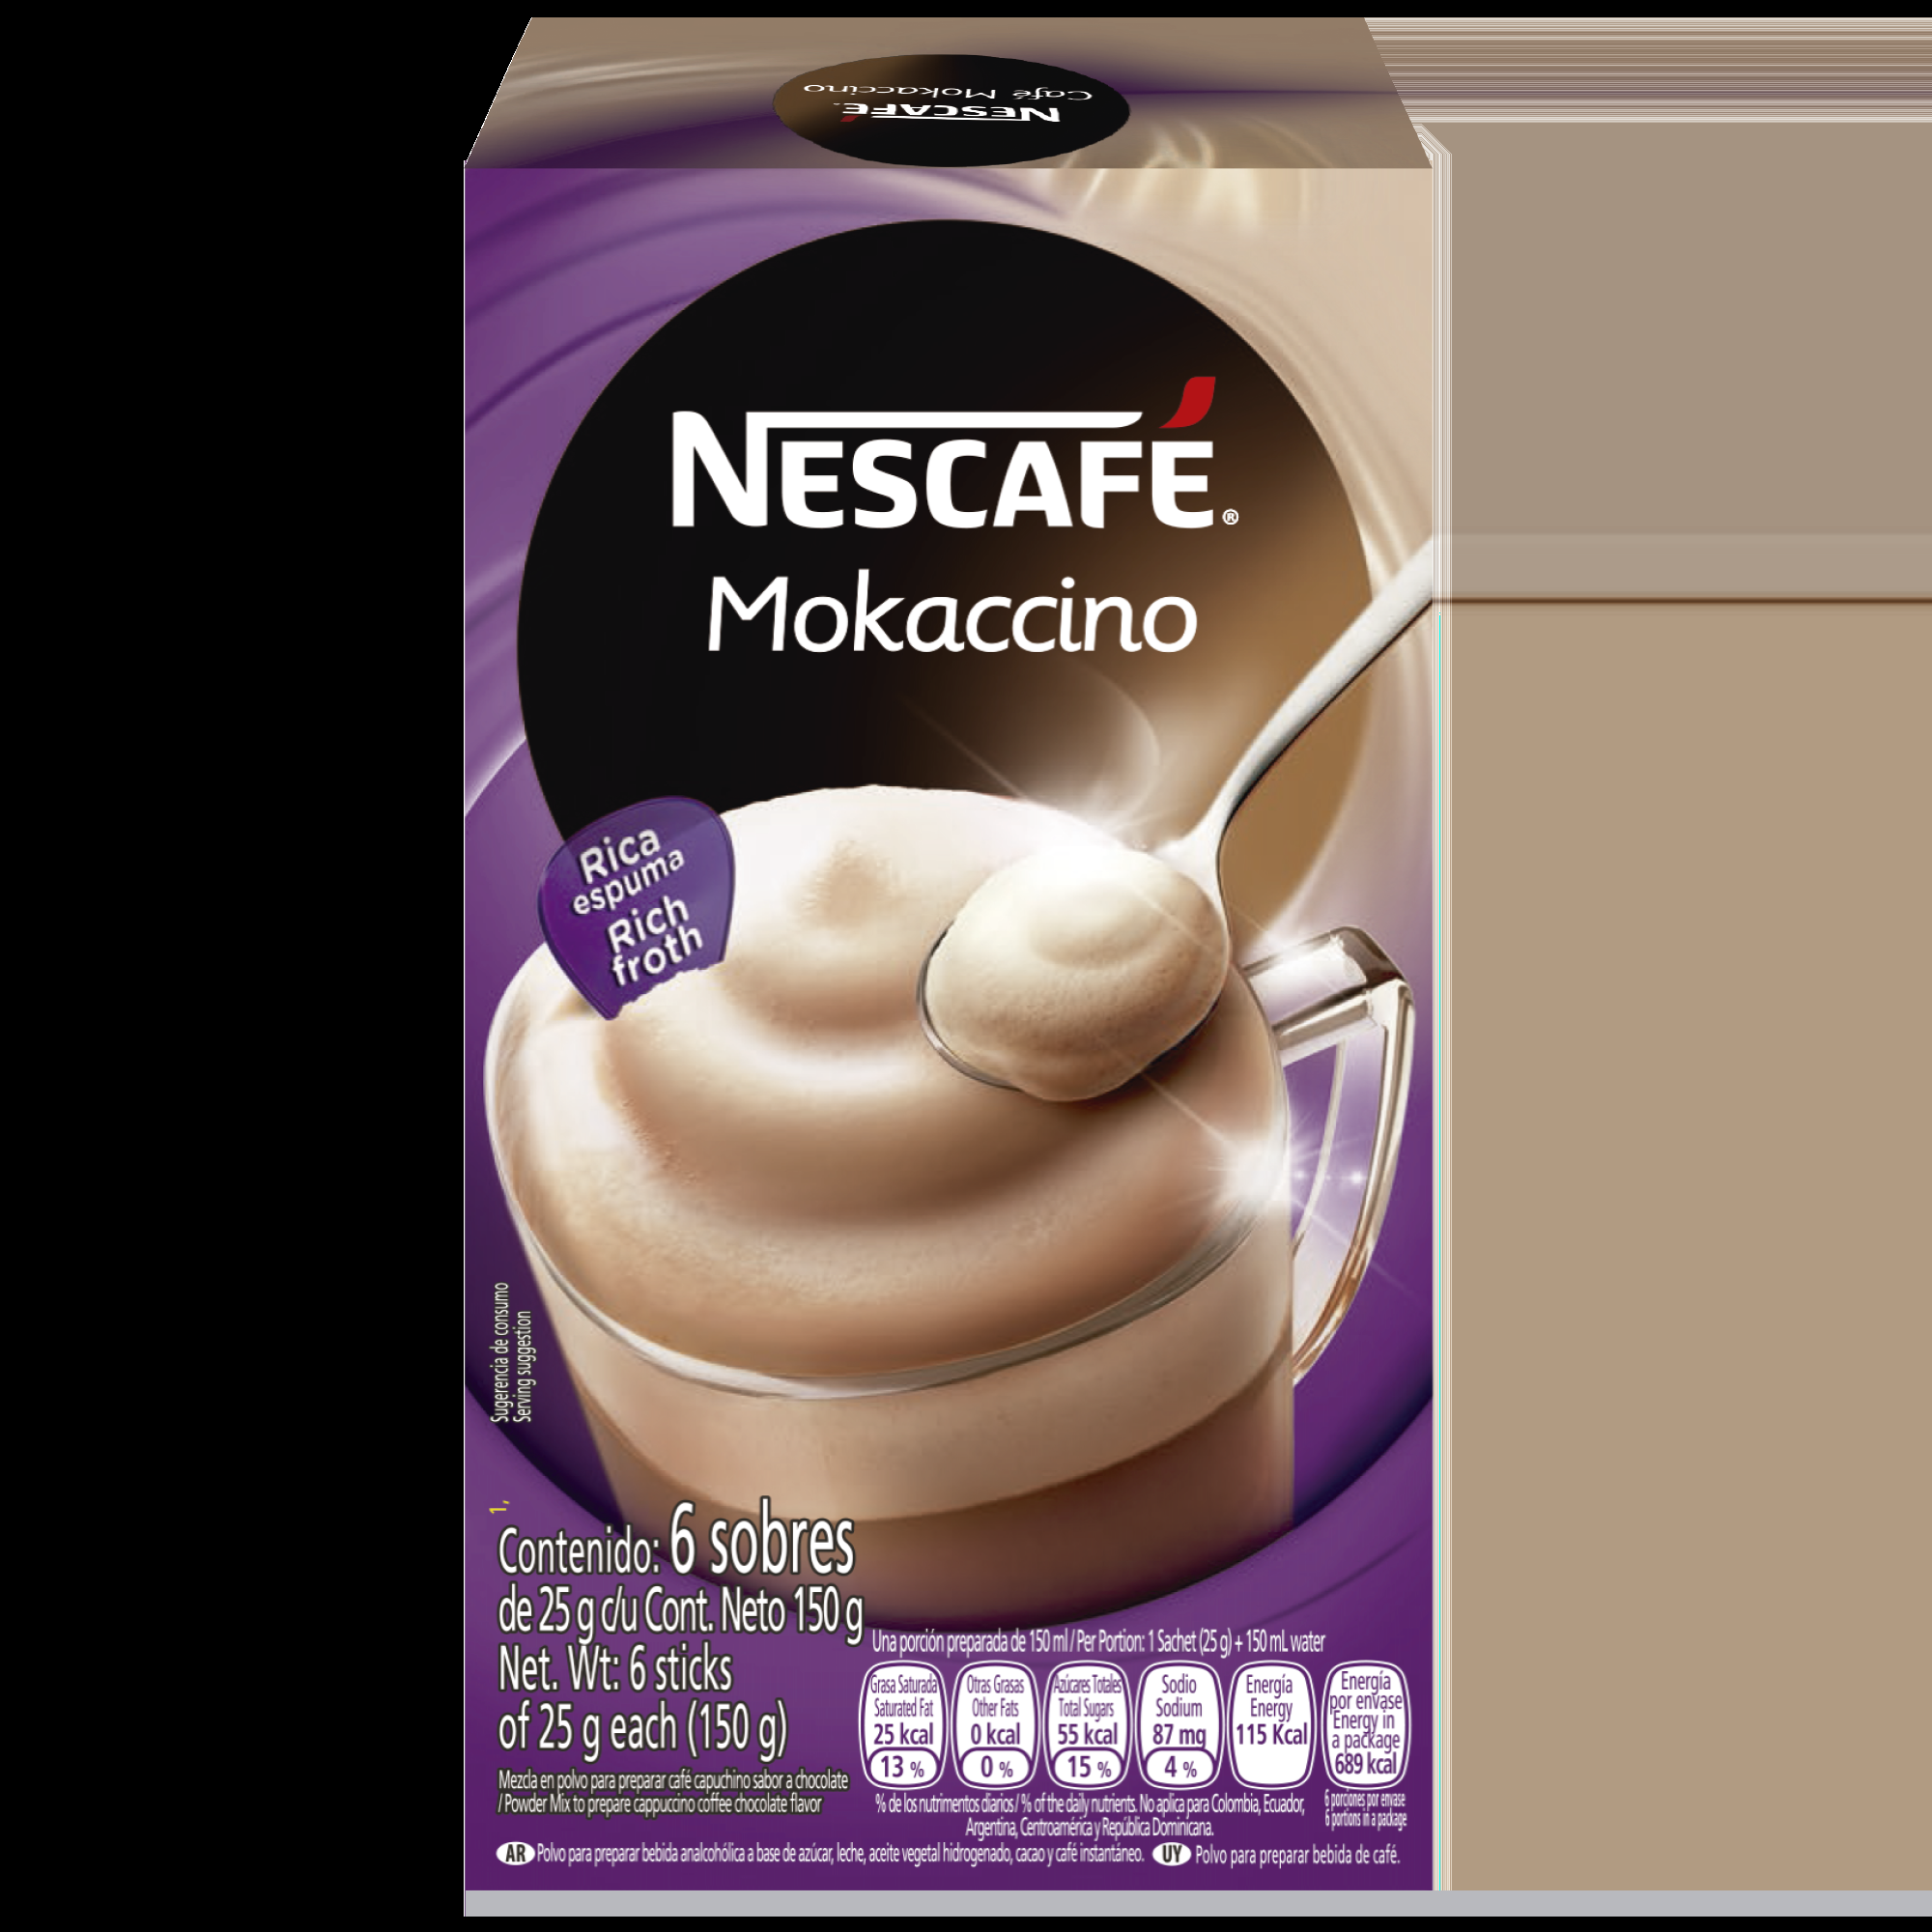 Café Mokaccino
NESCAFÉ
NESCAFÉ®
Mokaccino
Rica
espuma
Rich
froth
Sugerencia de consumo
Serving suggestion
1,
Contenido: 6 sobres
de 25 g c/u Cont. Neto 150 g
Net. Wt: 6 sticks
of 25 g each (150 g)
Mezcla en polvo para preparar café capuchino sabor a chocolate
/ Powder Mix to prepare cappuccino coffee chocolate flavor
Una porción preparada de 150 ml / Per Portion: 1 Sachet (25 g) + 150 mL water
Grasa Saturada
Saturated Fat
25 kcal
13 %
Otras Grasas
Other Fats
0 kcal
0 %
Azúcares Totales
Total Sugars
55 kcal
15 %
Sodio
Sodium
87 mg
4 %
Energía
Energy
115 Kcal
Energía
por envase
Energy in
a package
689 kcal
% de los nutrimentos diarios / % of the daily nutrients. No aplica para Colombia, Ecuador,
Argentina, Centroamérica y República Dominicana.
6 porciones por envase
6 portions in a package
AR Polvo para preparar bebida analcohólica a base de azúcar, leche, aceite vegetal hidrogenado, cacao y café instantáneo. UY Polvo para preparar bebida de café.